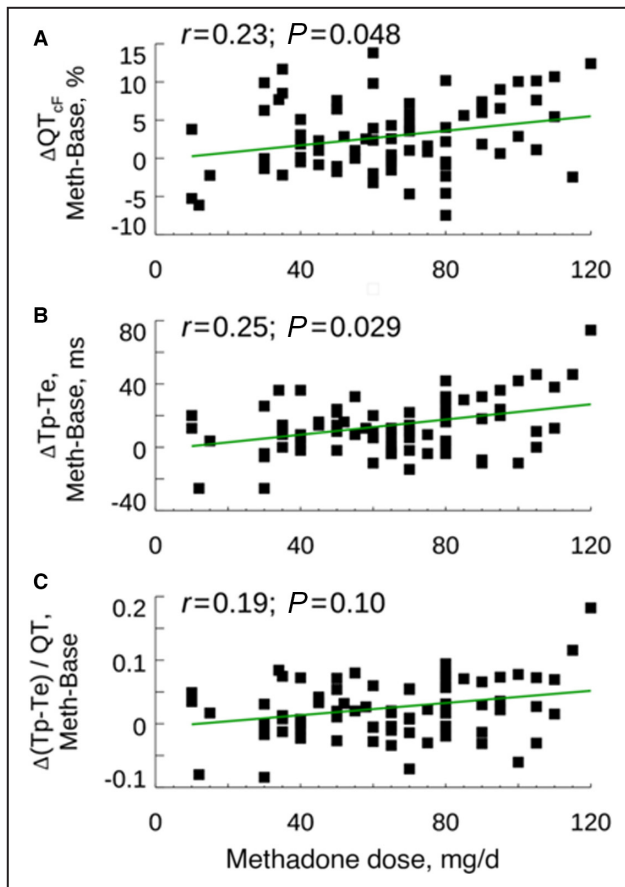 A
r=0.23; P=0.048
ΔQTcF
Meth-Base, %
15
10
5
0
-5
-10
0 40 80 120
B
r=0.25; P=0.029
ΔTp-Te,
Meth-Base, ms
80
40
0
-40
0 40 80 120
C
r=0.19; P=0.10
Δ(Tp-Te) / QT,
Meth-Base
0.2
0.1
0
-0.1
0 40 80 120
Methadone dose, mg/d